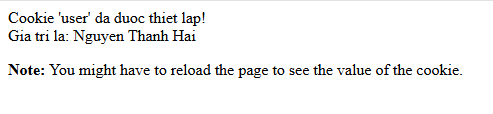 Cookie 'user' da duoc thiet lap!
Gia tri la: Nguyen Thanh Hai
Note: You might have to reload the page to see the value of the cookie.